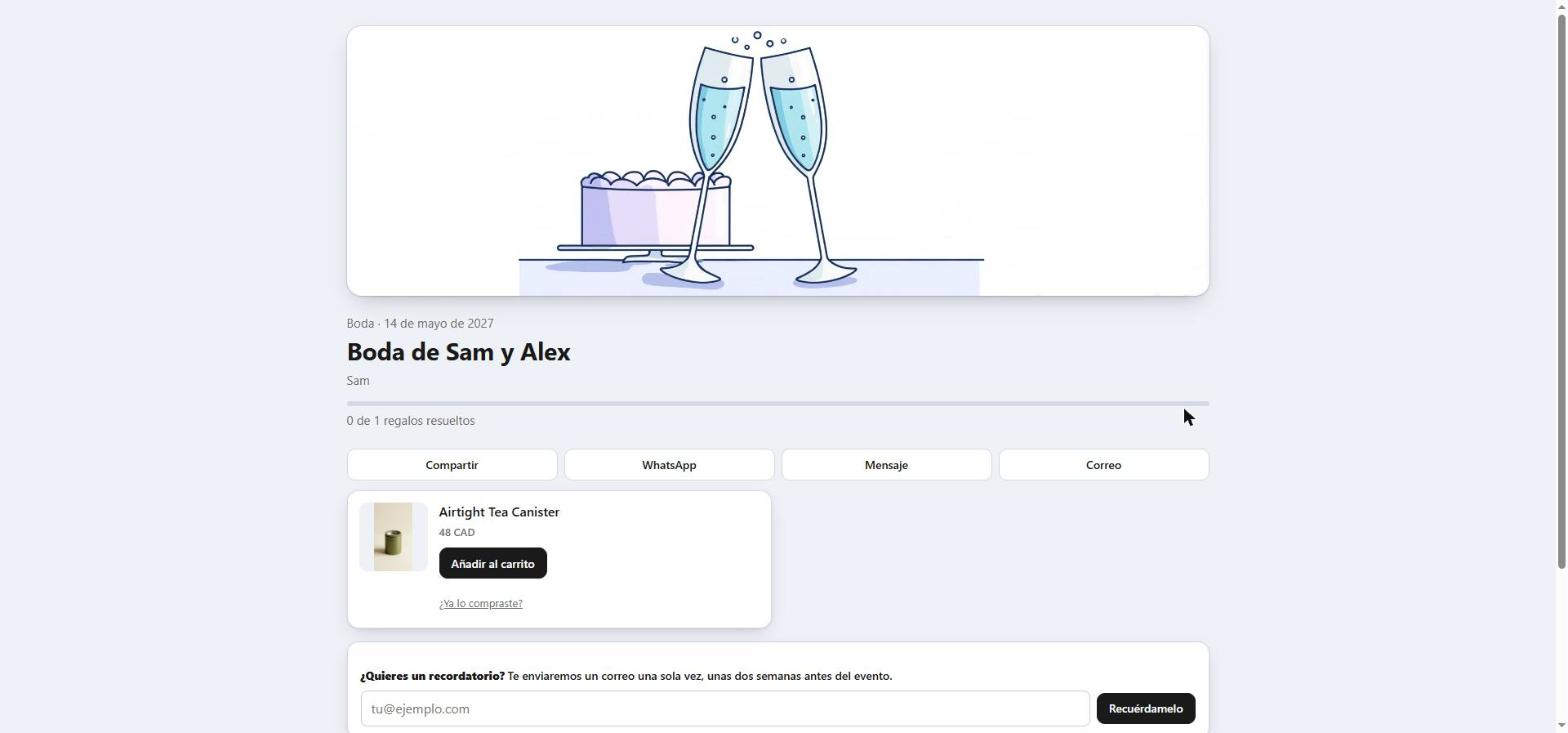 Boda · 14 de mayo de 2027
Boda de Sam y Alex
Sam
0 de 1 regalos resueltos
Compartir
WhatsApp
Mensaje
Correo
Airtight Tea Canister
48 CAD
Añadir al carrito
¿Ya lo compraste?
¿Quieres un recordatorio? Te enviaremos un correo una sola vez, unas dos semanas antes del evento.
tu@ejemplo.com
Recuérdamelo